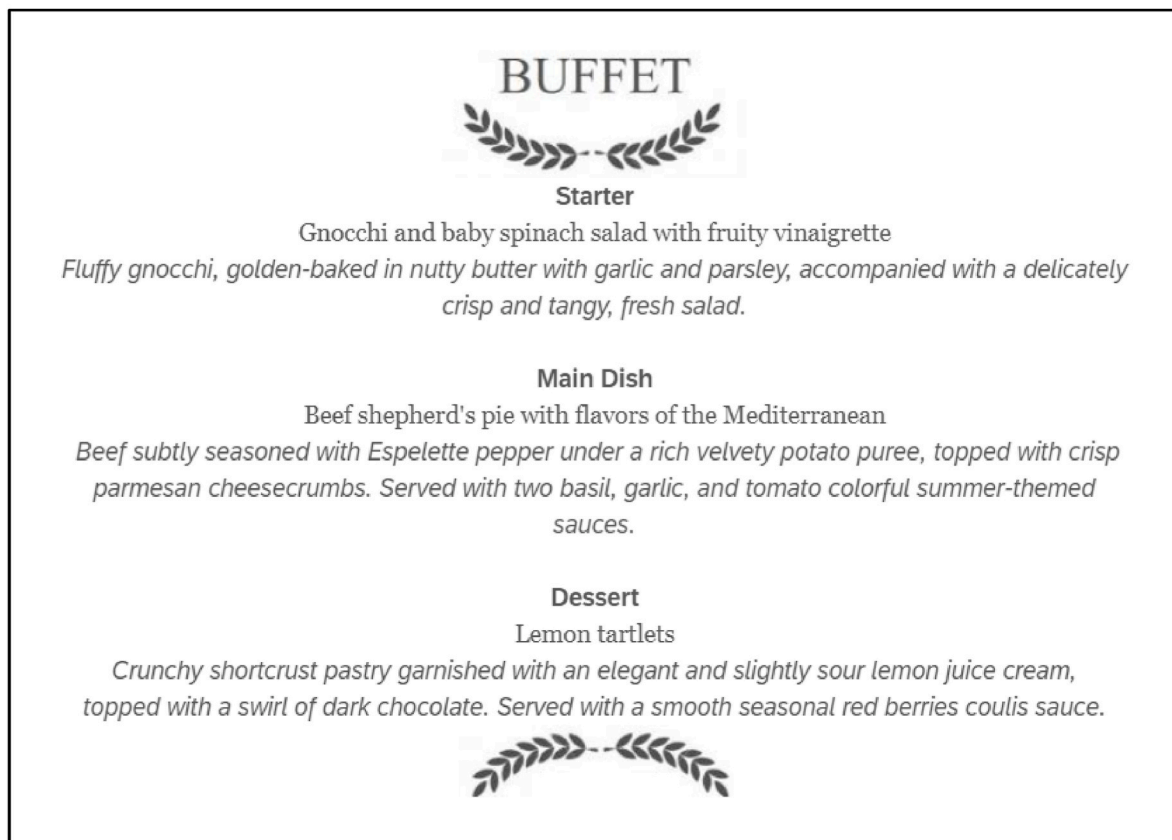 BUFFET
Starter
Gnocchi and baby spinach salad with fruity vinaigrette
Fluffy gnocchi, golden-baked in nutty butter with garlic and parsley, accompanied with a delicately
crisp and tangy, fresh salad.
Main Dish
Beef shepherd's pie with flavors of the Mediterranean
Beef subtly seasoned with Espelette pepper under a rich velvety potato puree, topped with crisp
parmesan cheesecrumbs. Served with two basil, garlic, and tomato colorful summer-themed
sauces.
Dessert
Lemon tartlets
Crunchy shortcrust pastry garnished with an elegant and slightly sour lemon juice cream,
topped with a swirl of dark chocolate. Served with a smooth seasonal red berries coulis sauce.